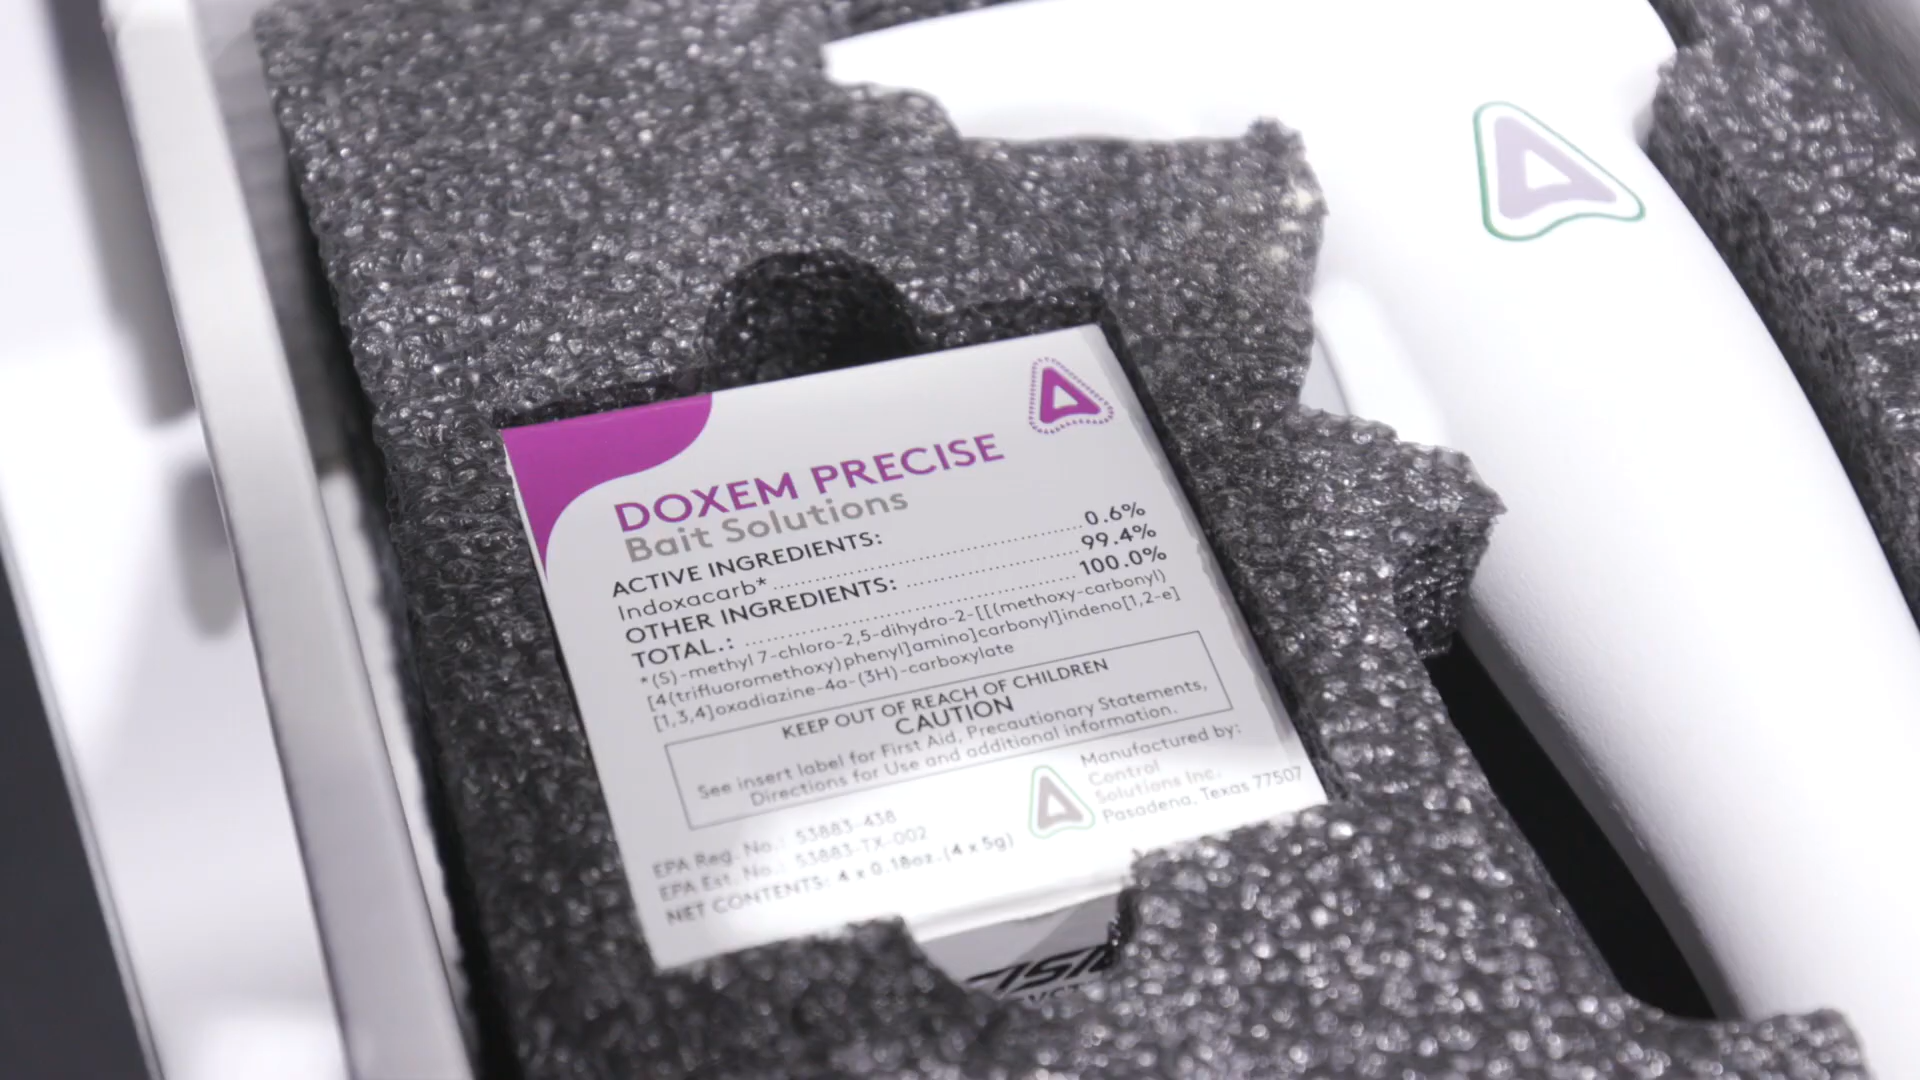 DOXEM PRECISE
Bait Solutions
ACTIVE INGREDIENTS:
Indoxacarb*........................................ 0.6%
OTHER INGREDIENTS: ........................ 99.4%
TOTAL.: ............................................. 100.0%
*(S)-methyl 7-chloro-2,5-dihydro-2-[[(methoxy-carbonyl)
[4(trifluoromethoxy)phenyl]amino]carbonyl]indeno[1,2-e]
[1,3,4]oxadiazine-4a-(3H)-carboxylate
KEEP OUT OF REACH OF CHILDREN
CAUTION
See insert label for First Aid, Precautionary Statements,
Directions for Use and additional information.
EPA Reg. No.: 53883-438
EPA Est. No.: 53883-TX-002
NET CONTENTS: 4 x 0.18oz. (4 x 5g)
Manufactured by:
Control
Solutions Inc.
Pasadena, Texas 77507